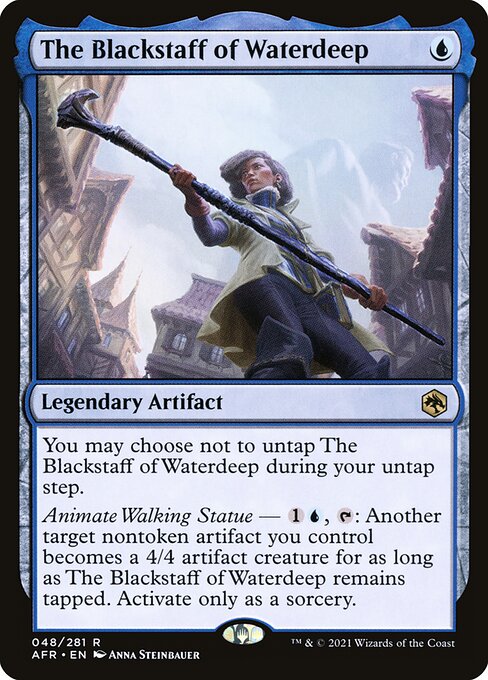 The Blackstaff of Waterdeep
Legendary Artifact
You may choose not to untap The
Blackstaff of Waterdeep during your untap
step.
Animate Walking Statue — 1, : Another
target nontoken artifact you control
becomes a 4/4 artifact creature for as long
as The Blackstaff of Waterdeep remains
tapped. Activate only as a sorcery.
048/281 R
AFR • EN Anna Steinbauer
™ & © 2021 Wizards of the Coast